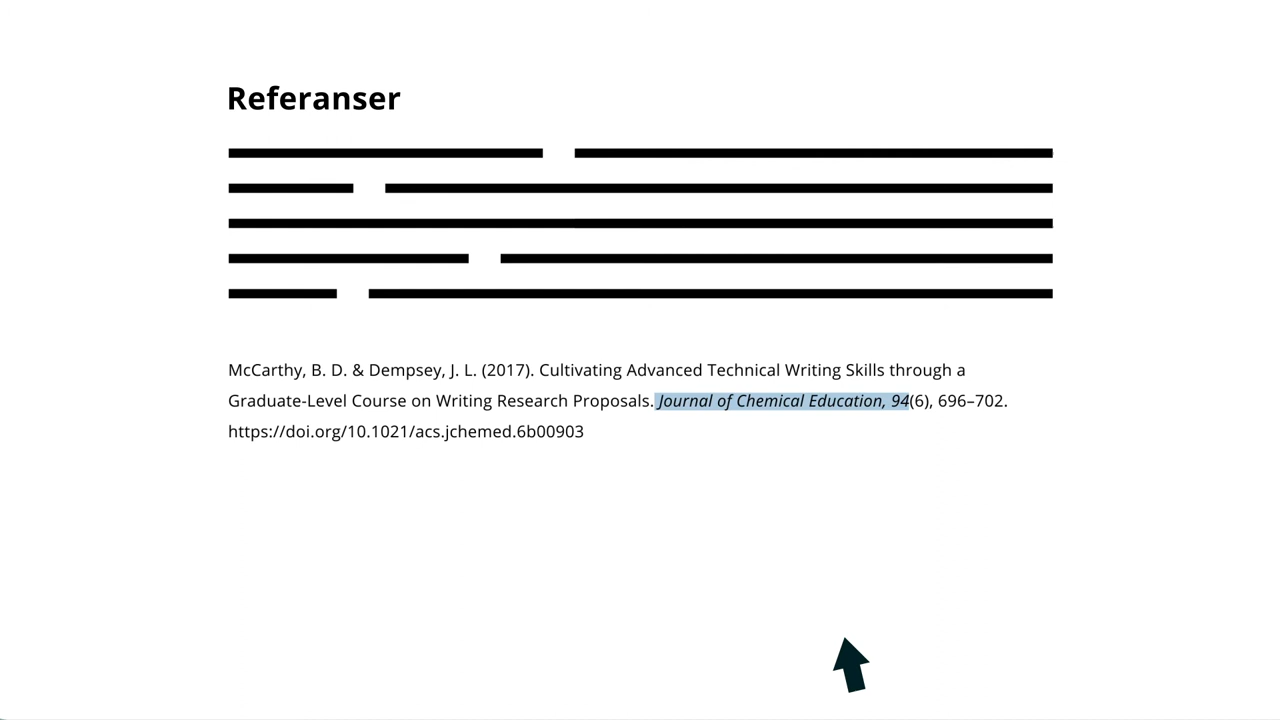 Referanser
McCarthy, B. D. & Dempsey, J. L. (2017). Cultivating Advanced Technical Writing Skills through a
Graduate-Level Course on Writing Research Proposals. Journal of Chemical Education, 94(6), 696–702.
https://doi.org/10.1021/acs.jchemed.6b00903